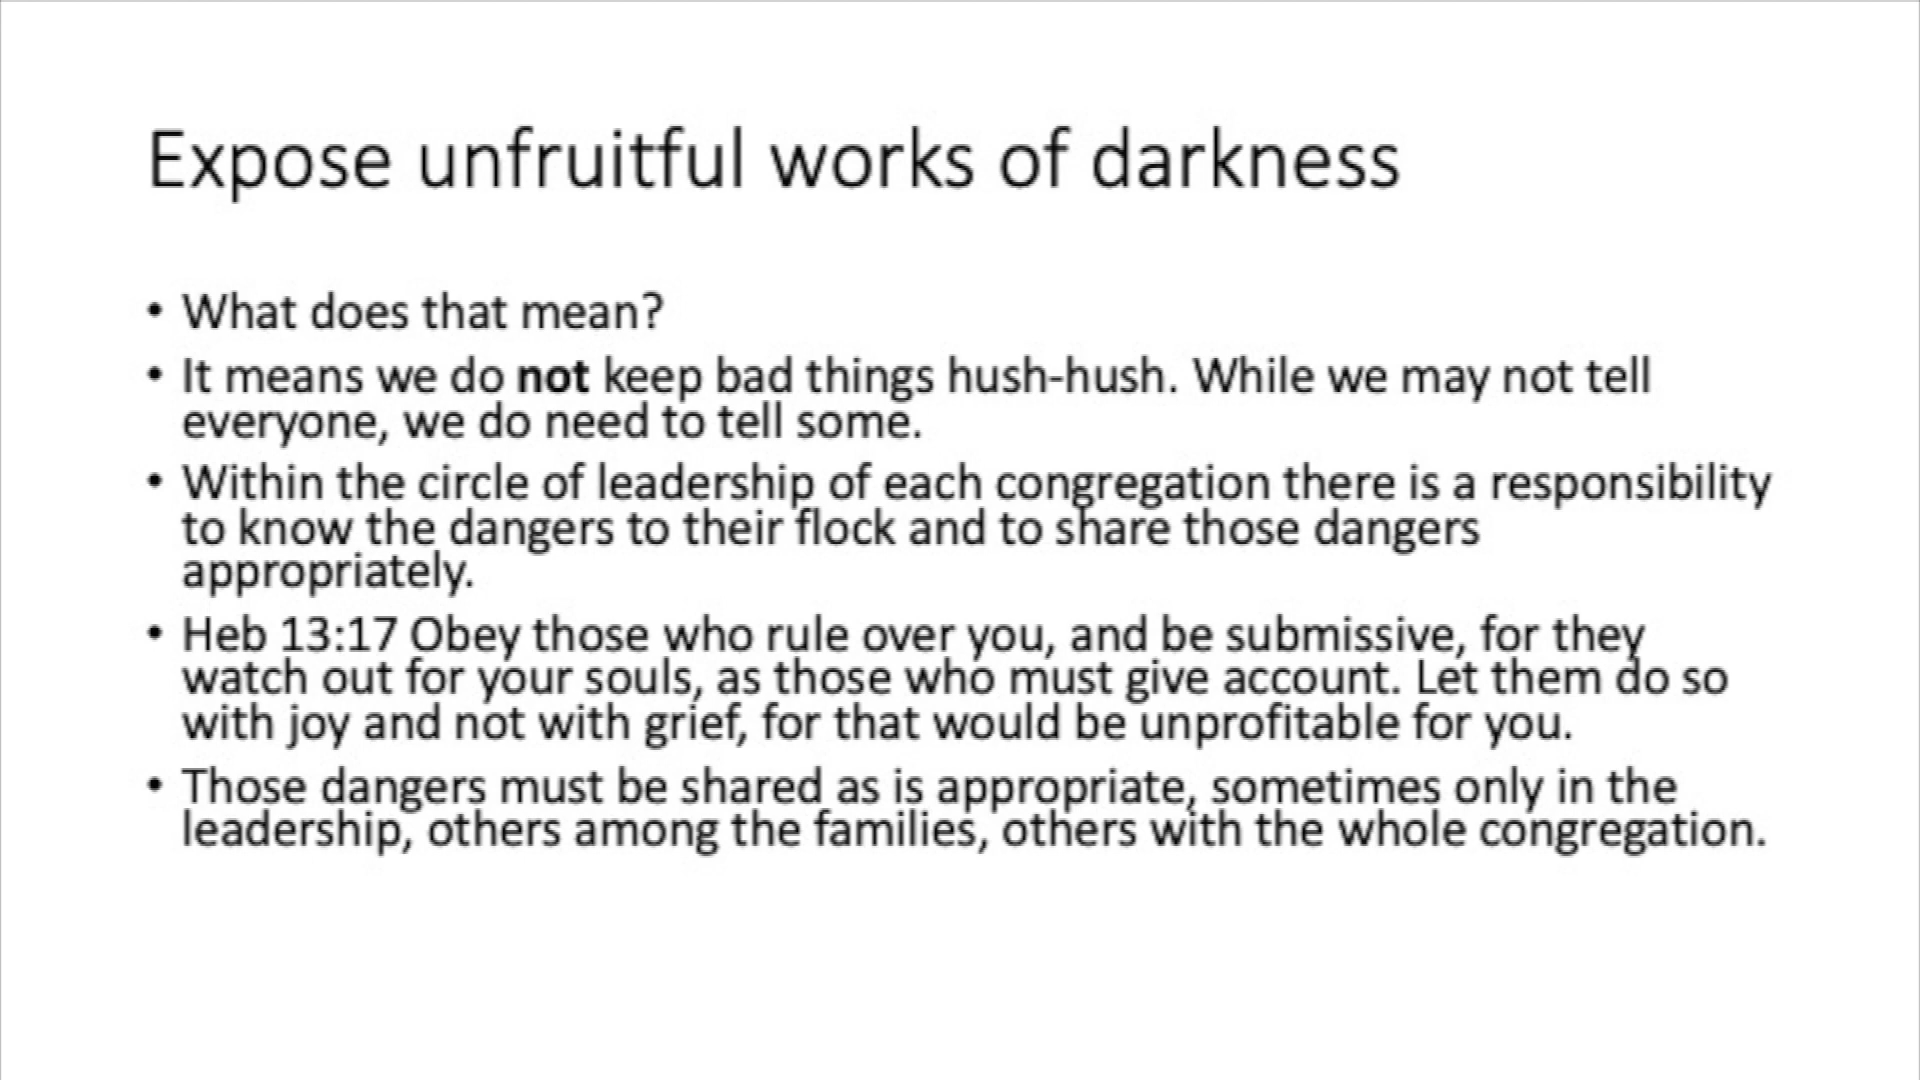 Expose unfruitful works of darkness
• What does that mean?
• It means we do not keep bad things hush-hush. While we may not tell
everyone, we do need to tell some.
• Within the circle of leadership of each congregation there is a responsibility
to know the dangers to their flock and to share those dangers
appropriately.
• Heb 13:17 Obey those who rule over you, and be submissive, for they
watch out for your souls, as those who must give account. Let them do so
with joy and not with grief, for that would be unprofitable for you.
• Those dangers must be shared as is appropriate, sometimes only in the
leadership, others among the families, others with the whole congregation.